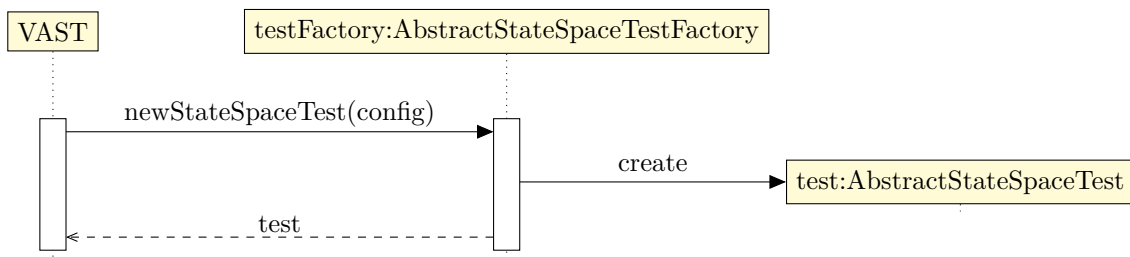 VAST
testFactory:AbstractStateSpaceTestFactory
newStateSpaceTest(config)
create
test:AbstractStateSpaceTest
test